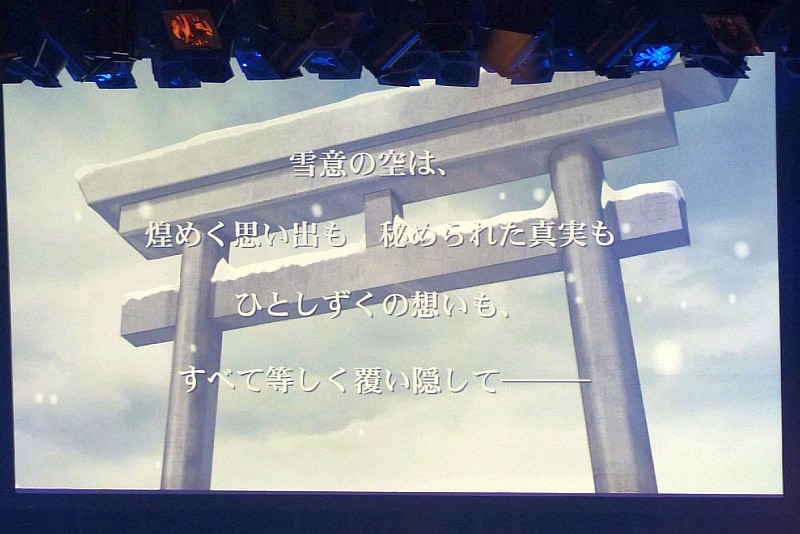 雪意の空は、
煌めく思い出も　秘められた真実も
ひとしずくの想いも、
すべて等しく覆い隠して―――